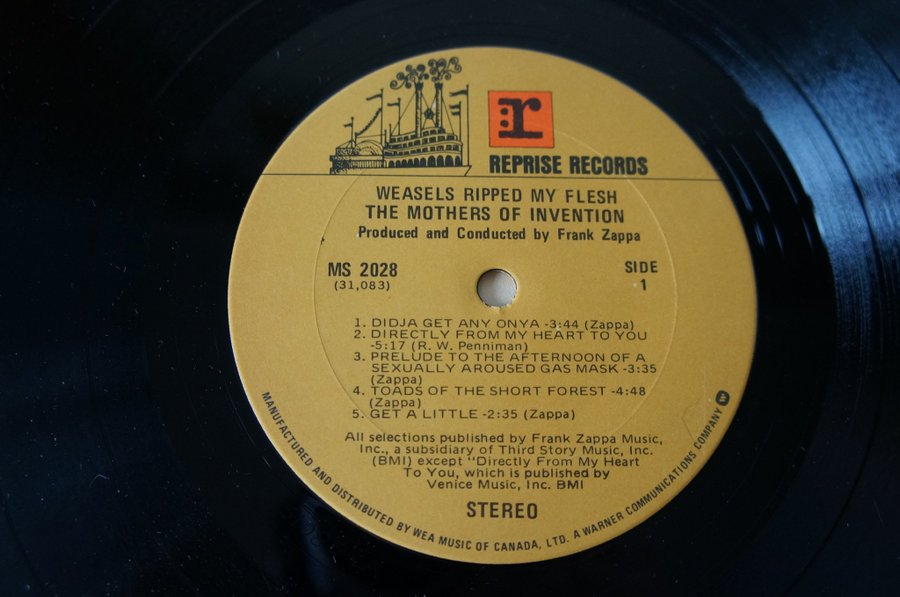 r
REPRISE RECORDS
WEASELS RIPPED MY FLESH
THE MOTHERS OF INVENTION
Produced and Conducted by Frank Zappa
MS 2028
(31,083)
SIDE
1
1. DIDJA GET ANY ONYA -3:44 (Zappa)
2. DIRECTLY FROM MY HEART TO YOU
-5:17 (R. W. Penniman)
3. PRELUDE TO THE AFTERNOON OF A
SEXUALLY AROUSED GAS MASK -3:35
(Zappa)
4. TOADS OF THE SHORT FOREST -4:48
(Zappa)
5. GET A LITTLE -2:35 (Zappa)
All selections published by Frank Zappa Music,
Inc., a subsidiary of Third Story Music, Inc.
(BMI) except "Directly From My Heart
To You, which is published by
Venice Music, Inc. BMI
STEREO
MANUFACTURED AND DISTRIBUTED BY WEA MUSIC OF CANADA, LTD. A WARNER COMMUNICATIONS COMPANY W